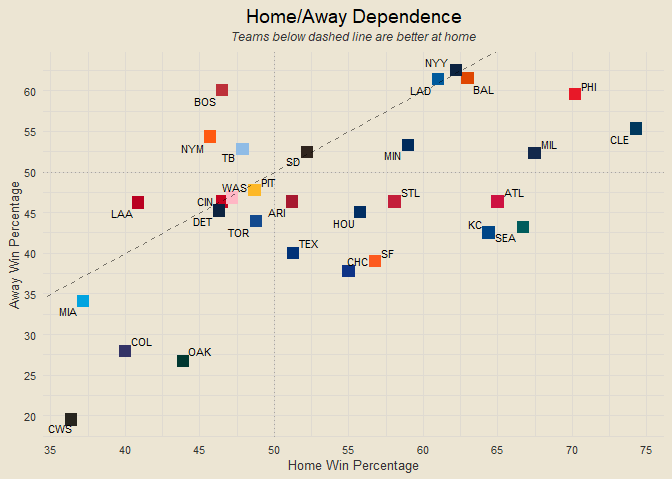 Home/Away Dependence
Teams below dashed line are better at home
Away Win Percentage
60
55
50
45
40
35
30
25
20
NYY
LAD
BAL
PHI
BOS
CLE
NYM
TB
SD
MIN
MIL
WAS
PIT
CIN
LAA
DET
TOR
ARI
HOU
STL
ATL
KC
SEA
TEX
CHC
SF
MIA
COL
OAK
CWS
35
40
45
50
55
60
65
70
75
Home Win Percentage